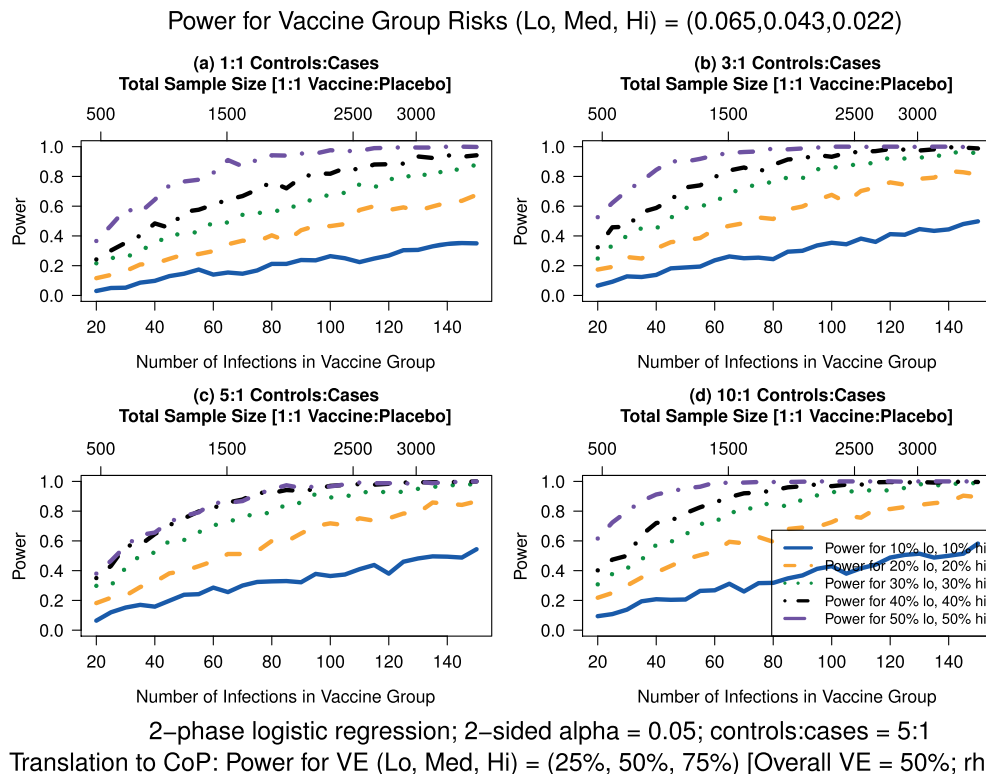 Power for Vaccine Group Risks (Lo, Med, Hi) = (0.065,0.043,0.022)
(a) 1:1 Controls:Cases
Total Sample Size [1:1 Vaccine:Placebo]
500 1500 2500 3000
Power
1.0
0.8
0.6
0.4
0.2
0.0
20 40 60 80 100 120 140
Number of Infections in Vaccine Group
(b) 3:1 Controls:Cases
Total Sample Size [1:1 Vaccine:Placebo]
500 1500 2500 3000
Power
1.0
0.8
0.6
0.4
0.2
0.0
20 40 60 80 100 120 140
Number of Infections in Vaccine Group
(c) 5:1 Controls:Cases
Total Sample Size [1:1 Vaccine:Placebo]
500 1500 2500 3000
Power
1.0
0.8
0.6
0.4
0.2
0.0
20 40 60 80 100 120 140
Number of Infections in Vaccine Group
(d) 10:1 Controls:Cases
Total Sample Size [1:1 Vaccine:Placebo]
500 1500 2500 3000
Power
1.0
0.8
0.6
0.4
0.2
0.0
Power for 10% lo, 10% hi
Power for 20% lo, 20% hi
Power for 30% lo, 30% hi
Power for 40% lo, 40% hi
Power for 50% lo, 50% hi
20 40 60 80 100 120 140
Number of Infections in Vaccine Group
2−phase logistic regression; 2−sided alpha = 0.05; controls:cases = 5:1
Translation to CoP: Power for VE (Lo, Med, Hi) = (25%, 50%, 75%) [Overall VE = 50%; rh